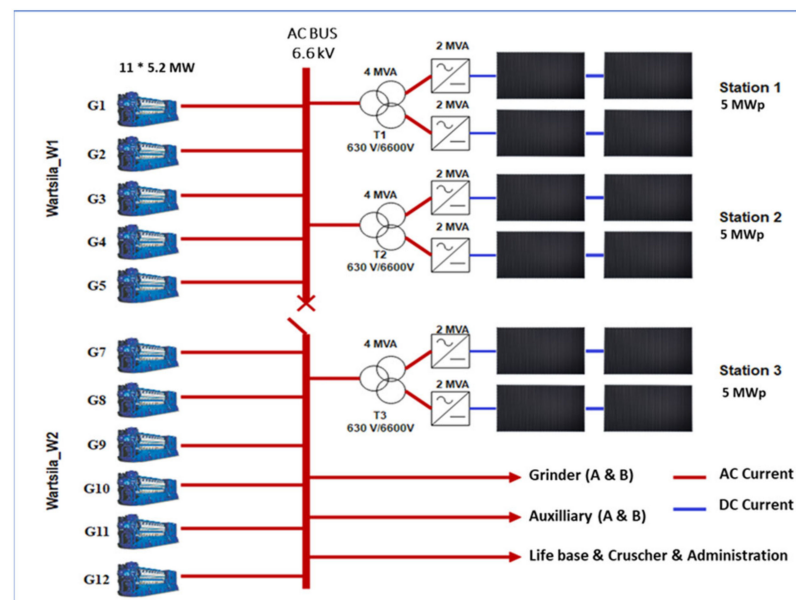 AC BUS
6.6 kV
11 * 5.2 MW
Wartsila_W1
G1
G2
G3
G4
G5
4 MVA
T1
630 V/6600V
2 MVA
2 MVA
Station 1
5 MWp
4 MVA
T2
630 V/6600V
2 MVA
2 MVA
Station 2
5 MWp
Wartsila_W2
G7
G8
G9
G10
G11
G12
4 MVA
T3
630 V/6600V
2 MVA
2 MVA
Station 3
5 MWp
Grinder (A & B)
Auxilliary (A & B)
Life base & Cruscher & Administration
AC Current
DC Current